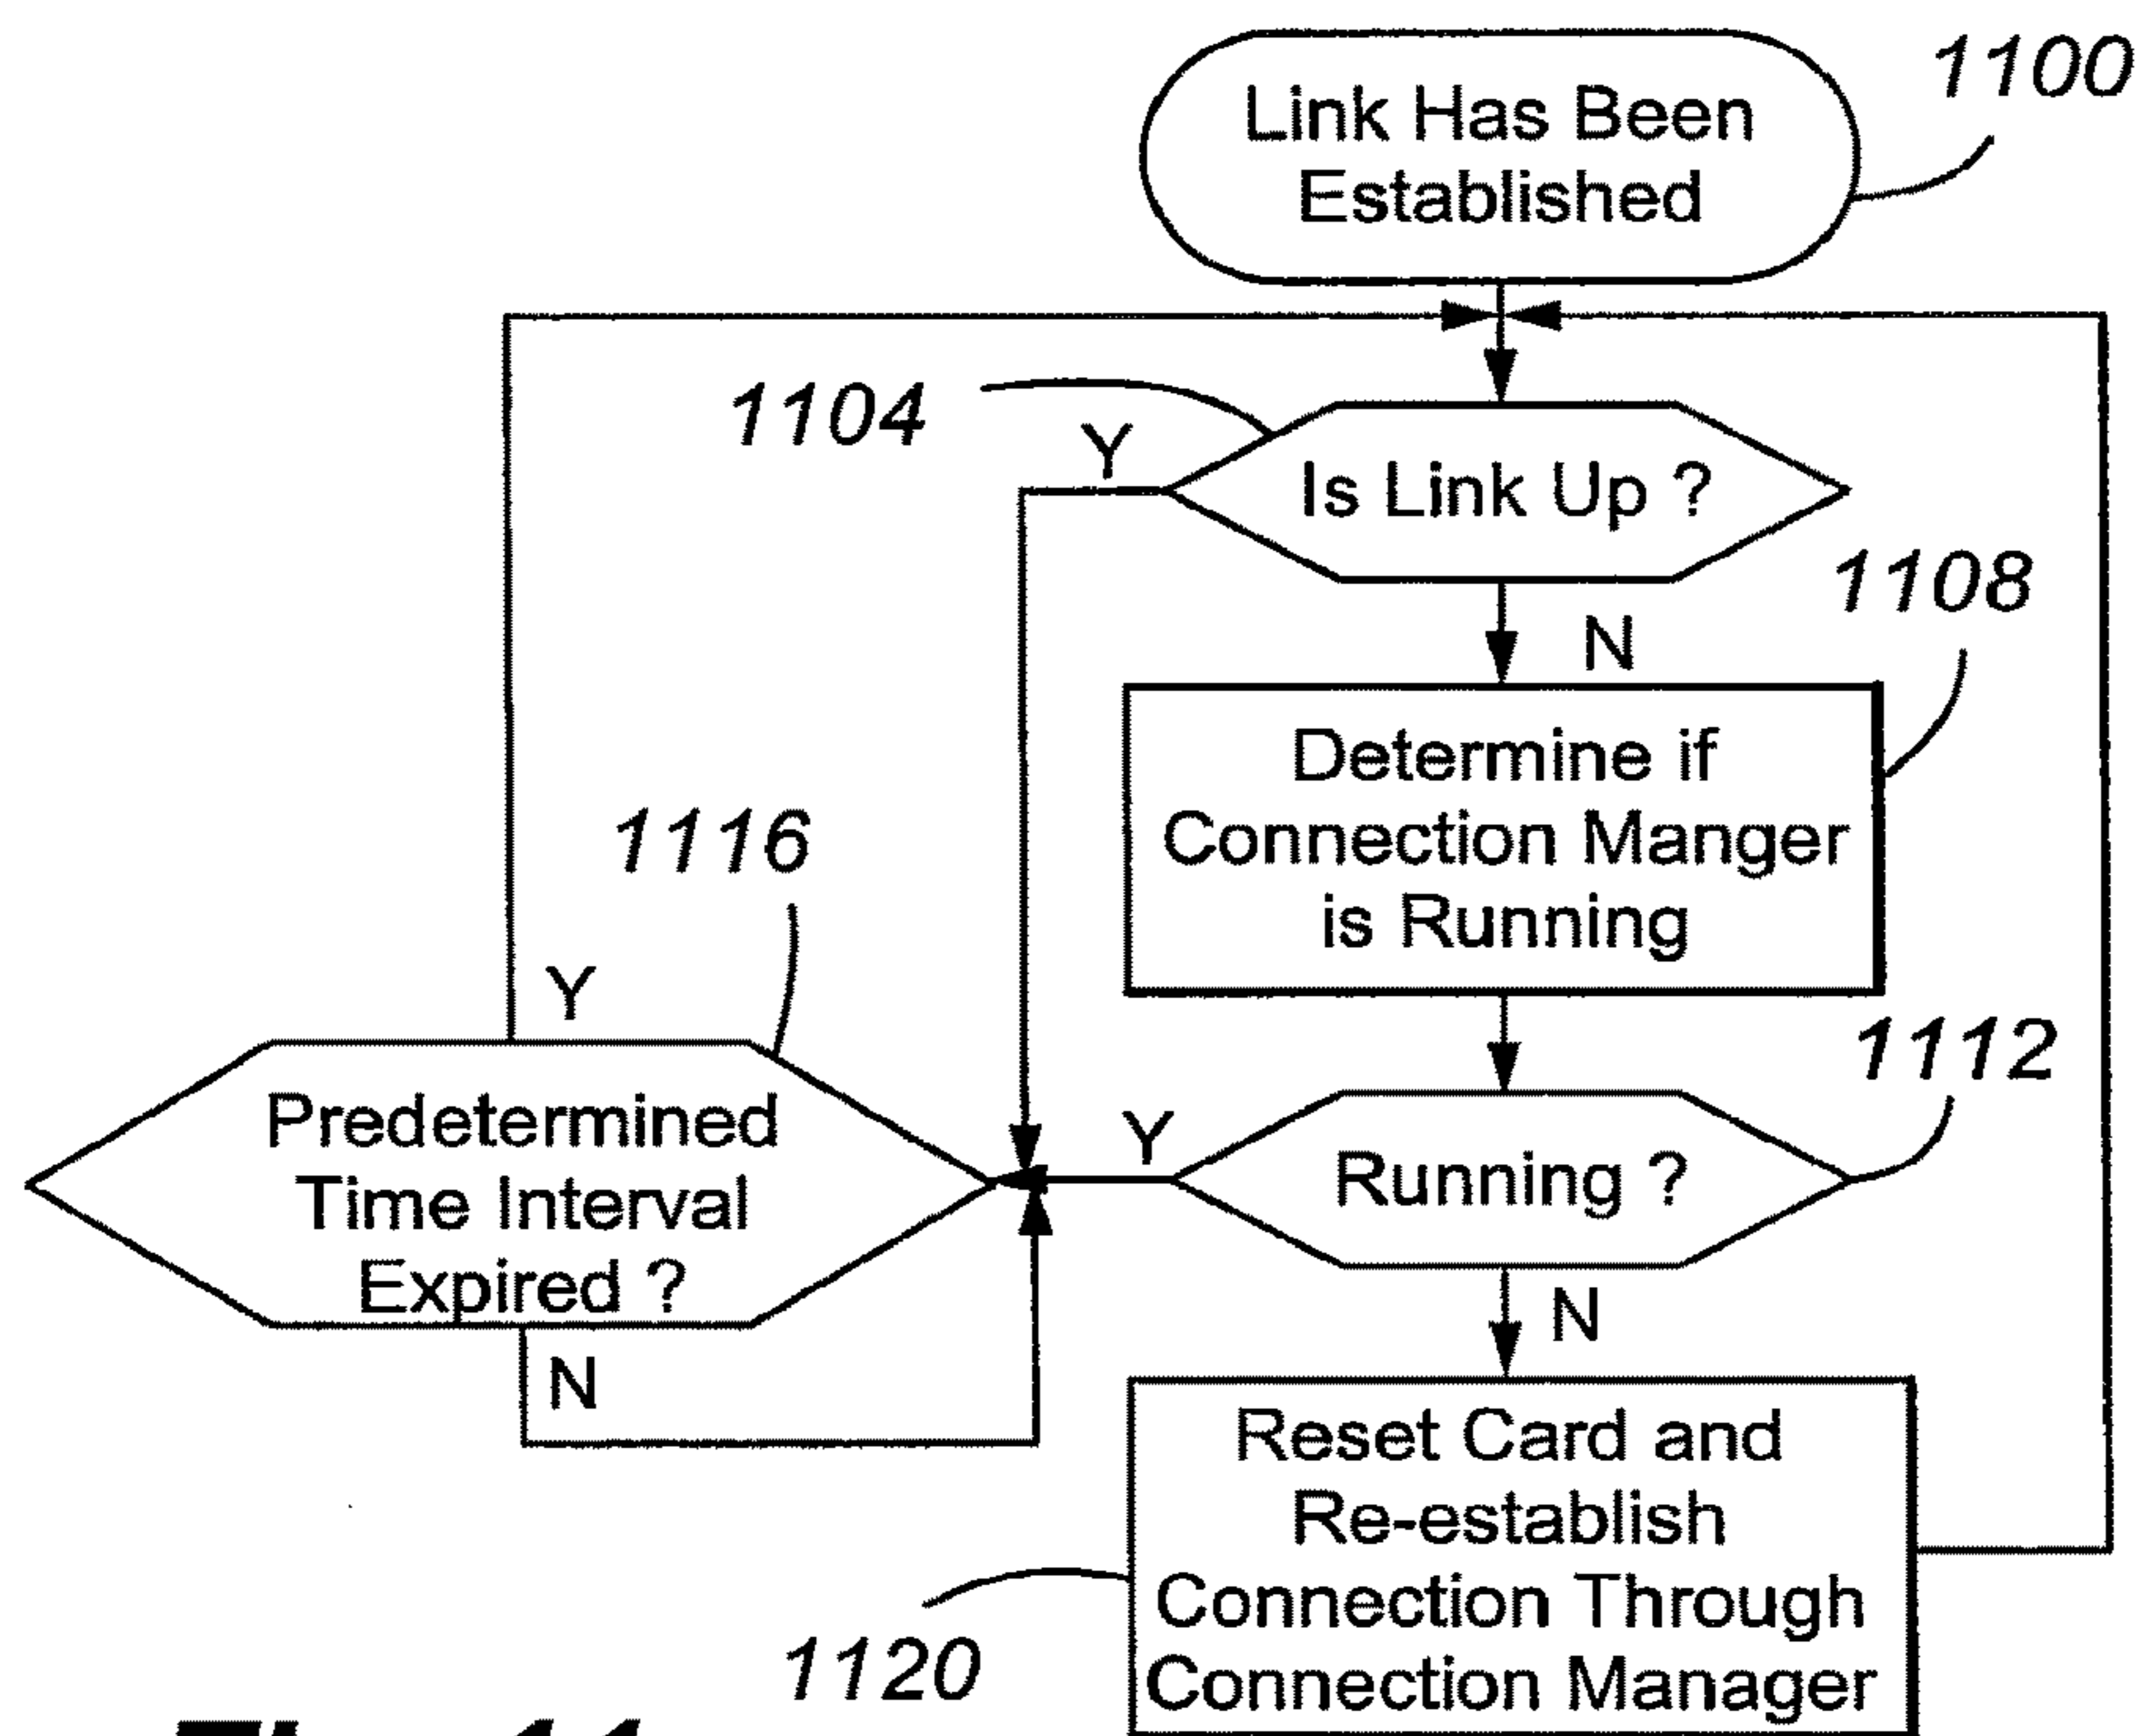 Link Has Been
Established
1100
1104
Y
Is Link Up ?
N
1108
Determine if
Connection Manger
is Running
1116
Y
Predetermined
Time Interval
Expired ?
N
1112
Y
Running ?
N
Reset Card and
Re-establish
Connection Through
Connection Manager
1120